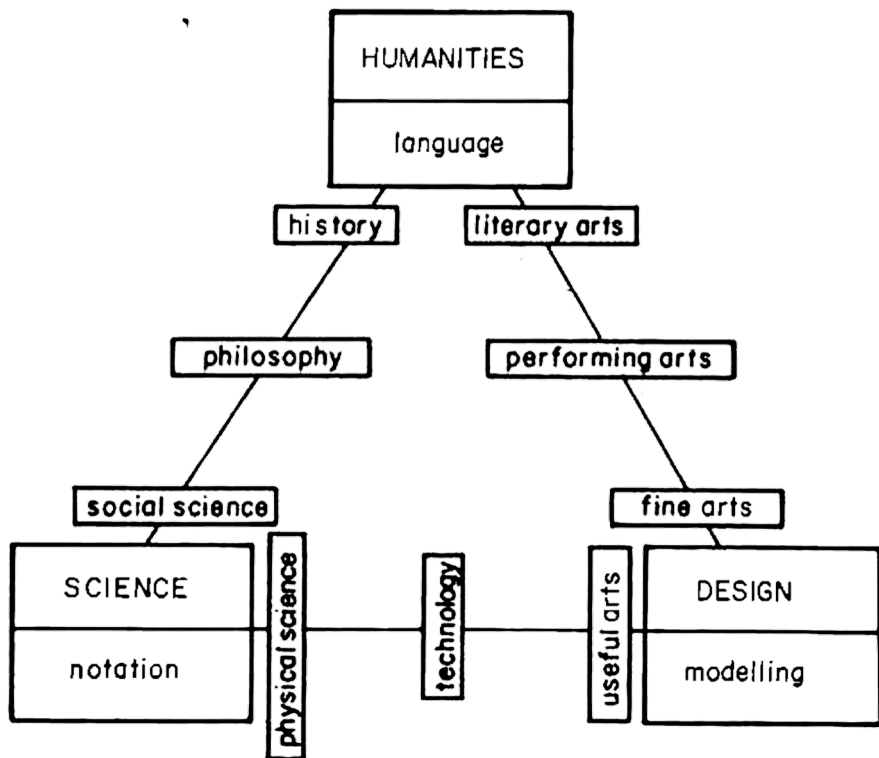 HUMANITIES
language
history
literary arts
philosophy
performing arts
social science
fine arts
SCIENCE
notation
physical science
technology
useful arts
DESIGN
modelling